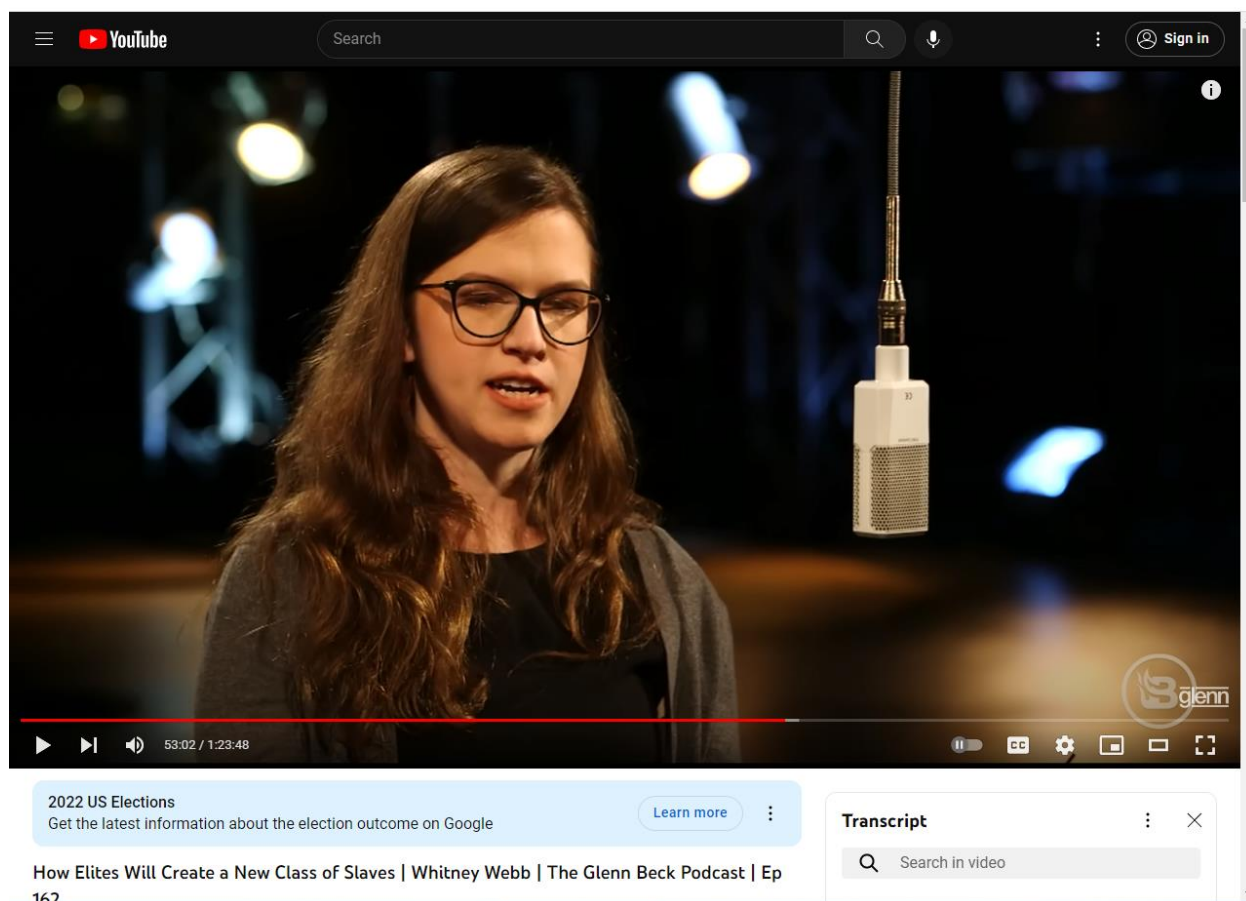 YouTube
Search
Sign in
glenn
53:02 / 1:23:48
CC
2022 US Elections
Get the latest information about the election outcome on Google
Learn more
Transcript
Search in video
How Elites Will Create a New Class of Slaves | Whitney Webb | The Glenn Beck Podcast | Ep
162